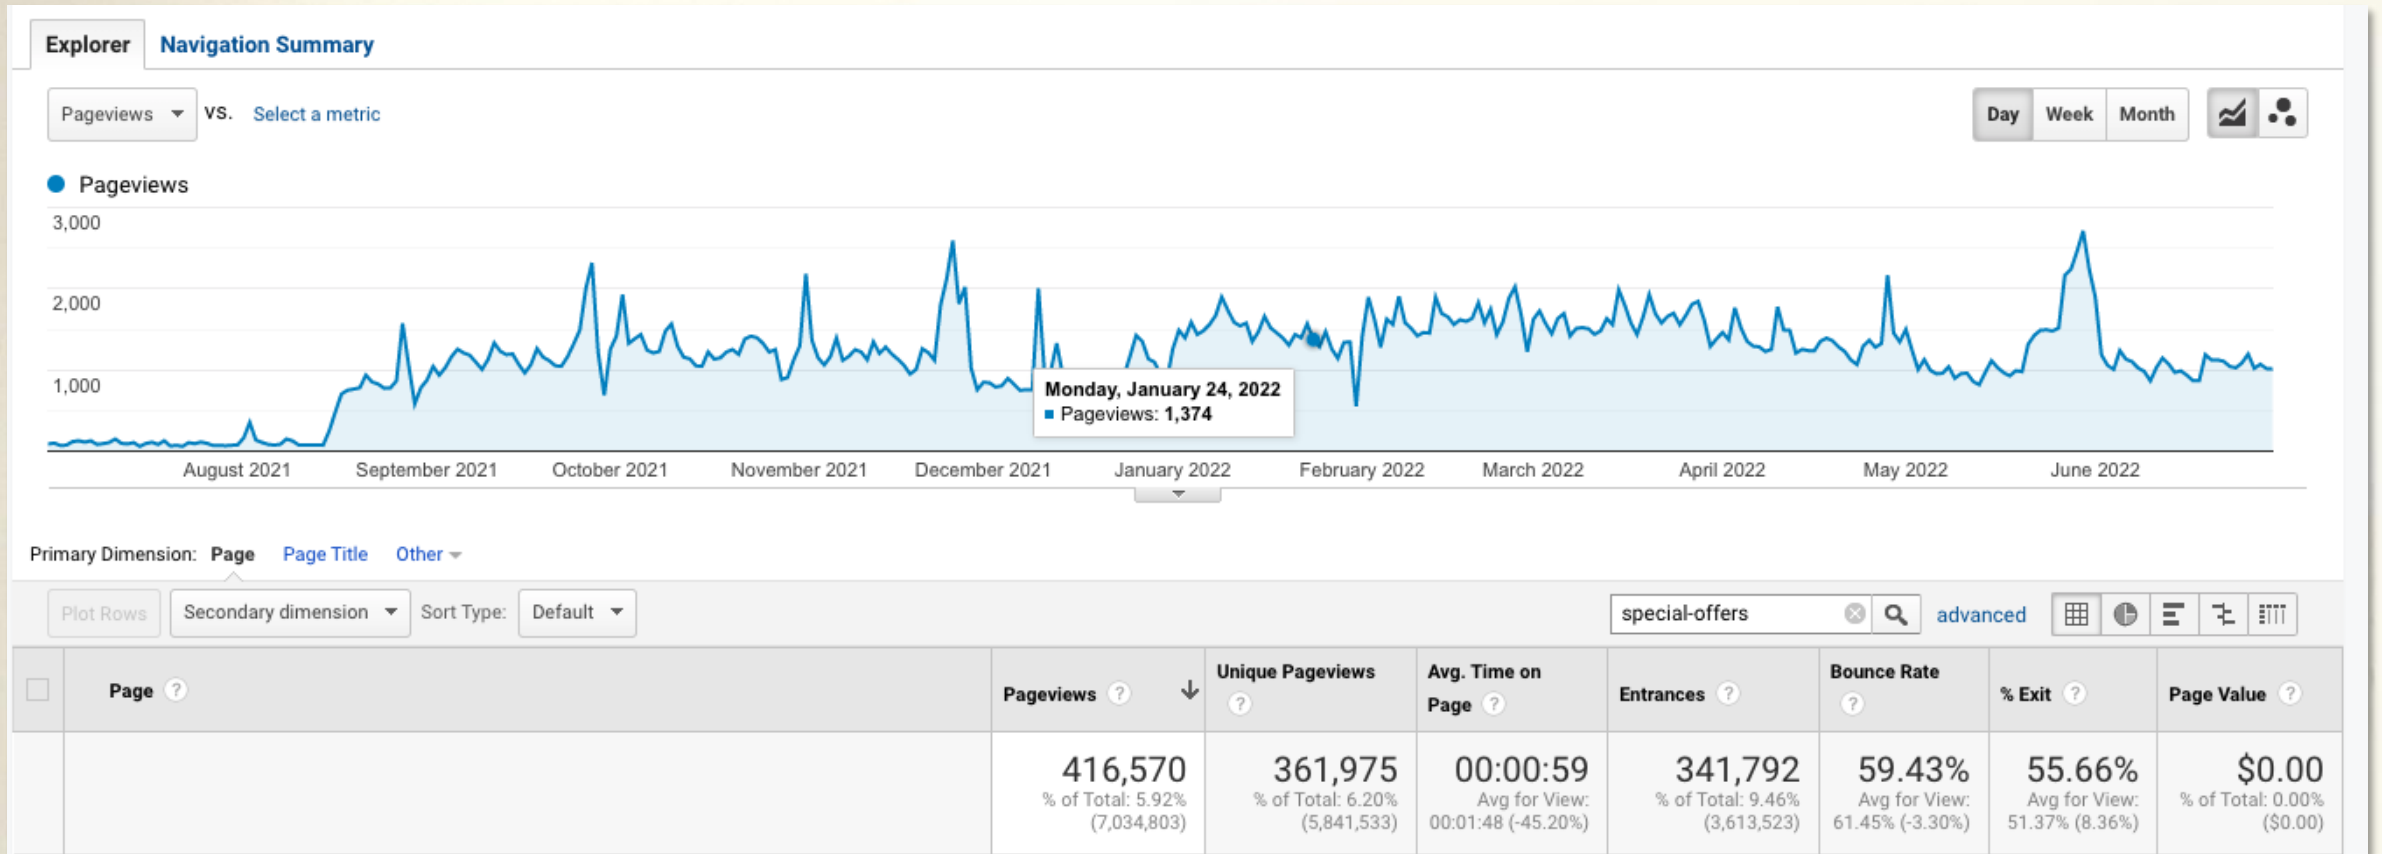 Explorer Navigation Summary
Pageviews VS. Select a metric Day Week Month
Pageviews
3,000
2,000
1,000
Monday, January 24, 2022
Pageviews: 1,374
August 2021 September 2021 October 2021 November 2021 December 2021 January 2022 February 2022 March 2022 April 2022 May 2022 June 2022
Primary Dimension: Page Page Title Other
Plot Rows Secondary dimension Sort Type: Default special-offers advanced
Page ? Pageviews ? Unique Pageviews ? Avg. Time on Page ? Entrances ? Bounce Rate ? % Exit ? Page Value ?
416,570 361,975 00:00:59 341,792 59.43% 55.66% $0.00
% of Total: 5.92% % of Total: 6.20% Avg for View: % of Total: 9.46% Avg for View: Avg for View: % of Total: 0.00%
(7,034,803) (5,841,533) 00:01:48 (-45.20%) (3,613,523) 61.45% (-3.30%) 51.37% (8.36%) ($0.00)